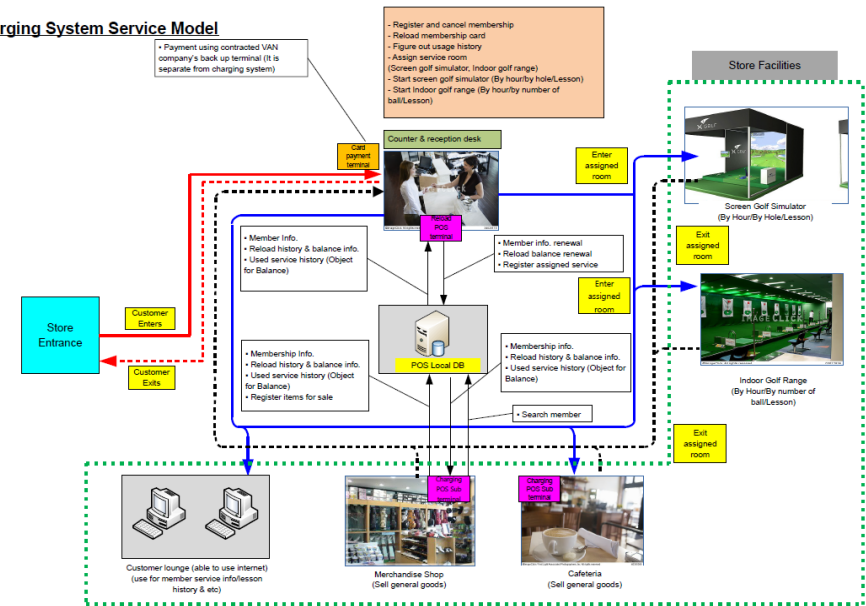 rging System Service Model
• Payment using contracted VAN
company's back up terminal (It is
separate from charging system)
- Register and cancel membership
- Reload membership card
- Figure out usage history
- Assign service room
(Screen golf simulator, Indoor golf range)
- Start screen golf simulator (By hour/by hole/Lesson)
- Start Indoor golf range (By hour/by number of
ball/Lesson)
Store Facilities
Card
payment
terminal
Counter & reception desk
Enter
assigned
room
X GOLF
Screen Golf Simulator
(By Hour/By Hole/Lesson)
Reload
POS
terminal
• Member Info.
• Reload history & balance info.
• Used service history (Object
for Balance)
• Member info. renewal
• Reload balance renewal
• Register assigned service
Exit
assigned
room
Enter
assigned
room
IMAGE CLICK
Store
Entrance
Customer
Enters
Customer
Exits
POS Local DB
• Membership Info.
• Reload history & balance info.
• Used service history (Object
for Balance)
• Register items for sale
• Membership info.
• Reload history & balance info.
• Used service history (Object for
Balance)
• Search member
Indoor Golf Range
(By Hour/By number of
ball/Lesson)
Exit
assigned
room
Charging
POS Sub
terminal
Charging
POS Sub
terminal
Customer lounge (able to use internet)
(use for member service info/lesson
history & etc)
Merchandise Shop
(Sell general goods)
Cafeteria
(Sell general goods)